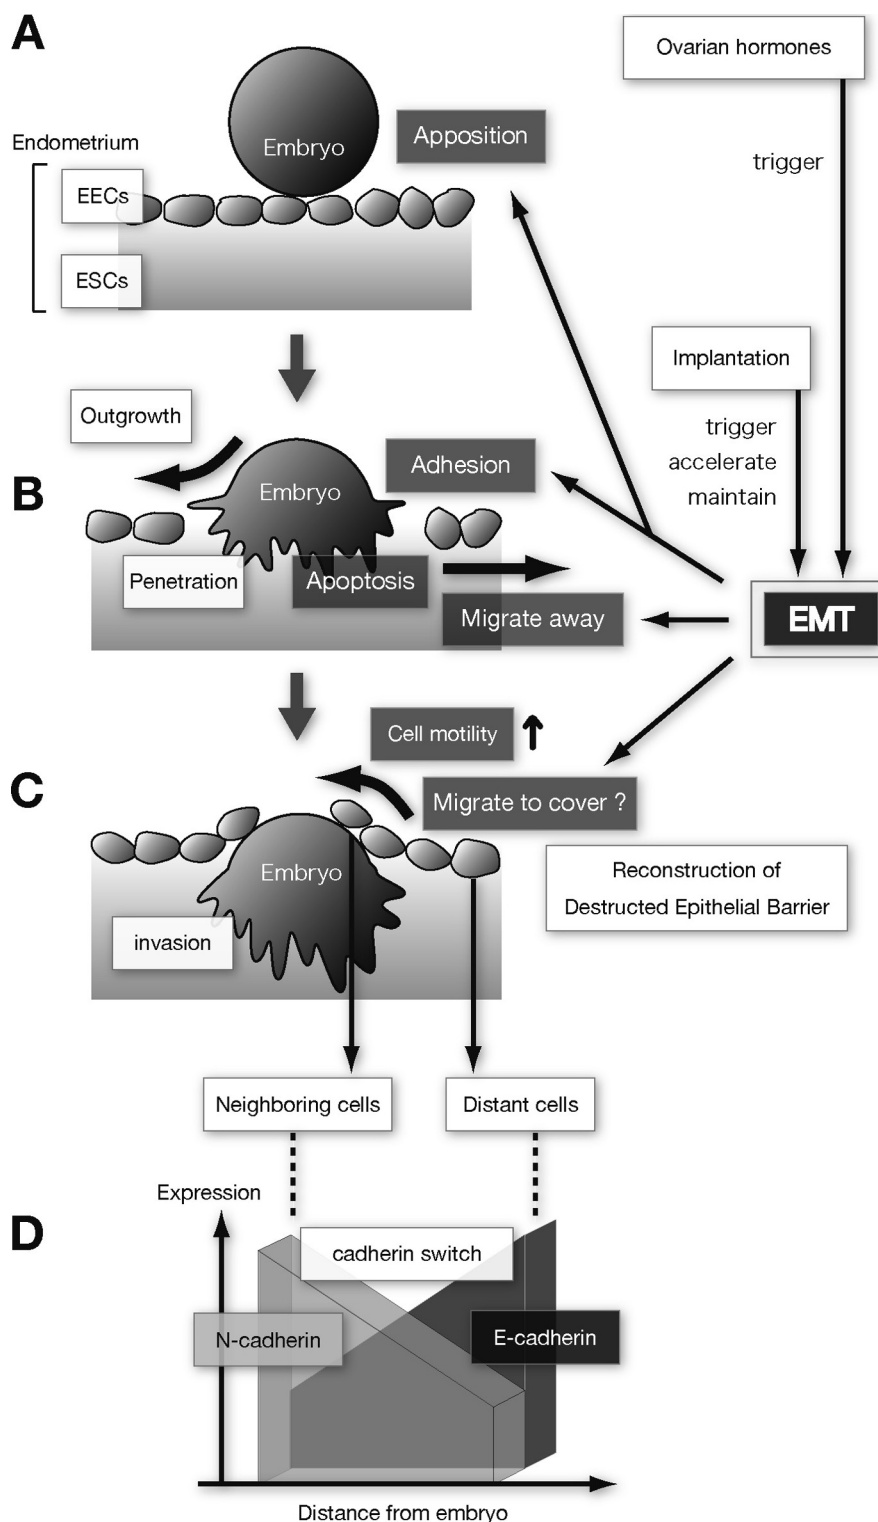 A
Ovarian hormones
Embryo
Apposition
Endometrium
trigger
EECs
ESCs
Implantation
Outgrowth
trigger
accelerate
maintain
Adhesion
B
Embryo
Penetration
Apoptosis
Migrate away
EMT
Cell motility
C
Migrate to cover ?
Embryo
Reconstruction of
Destructed Epithelial Barrier
invasion
Neighboring cells
Distant cells
Expression
D
cadherin switch
N-cadherin
E-cadherin
Distance from embryo